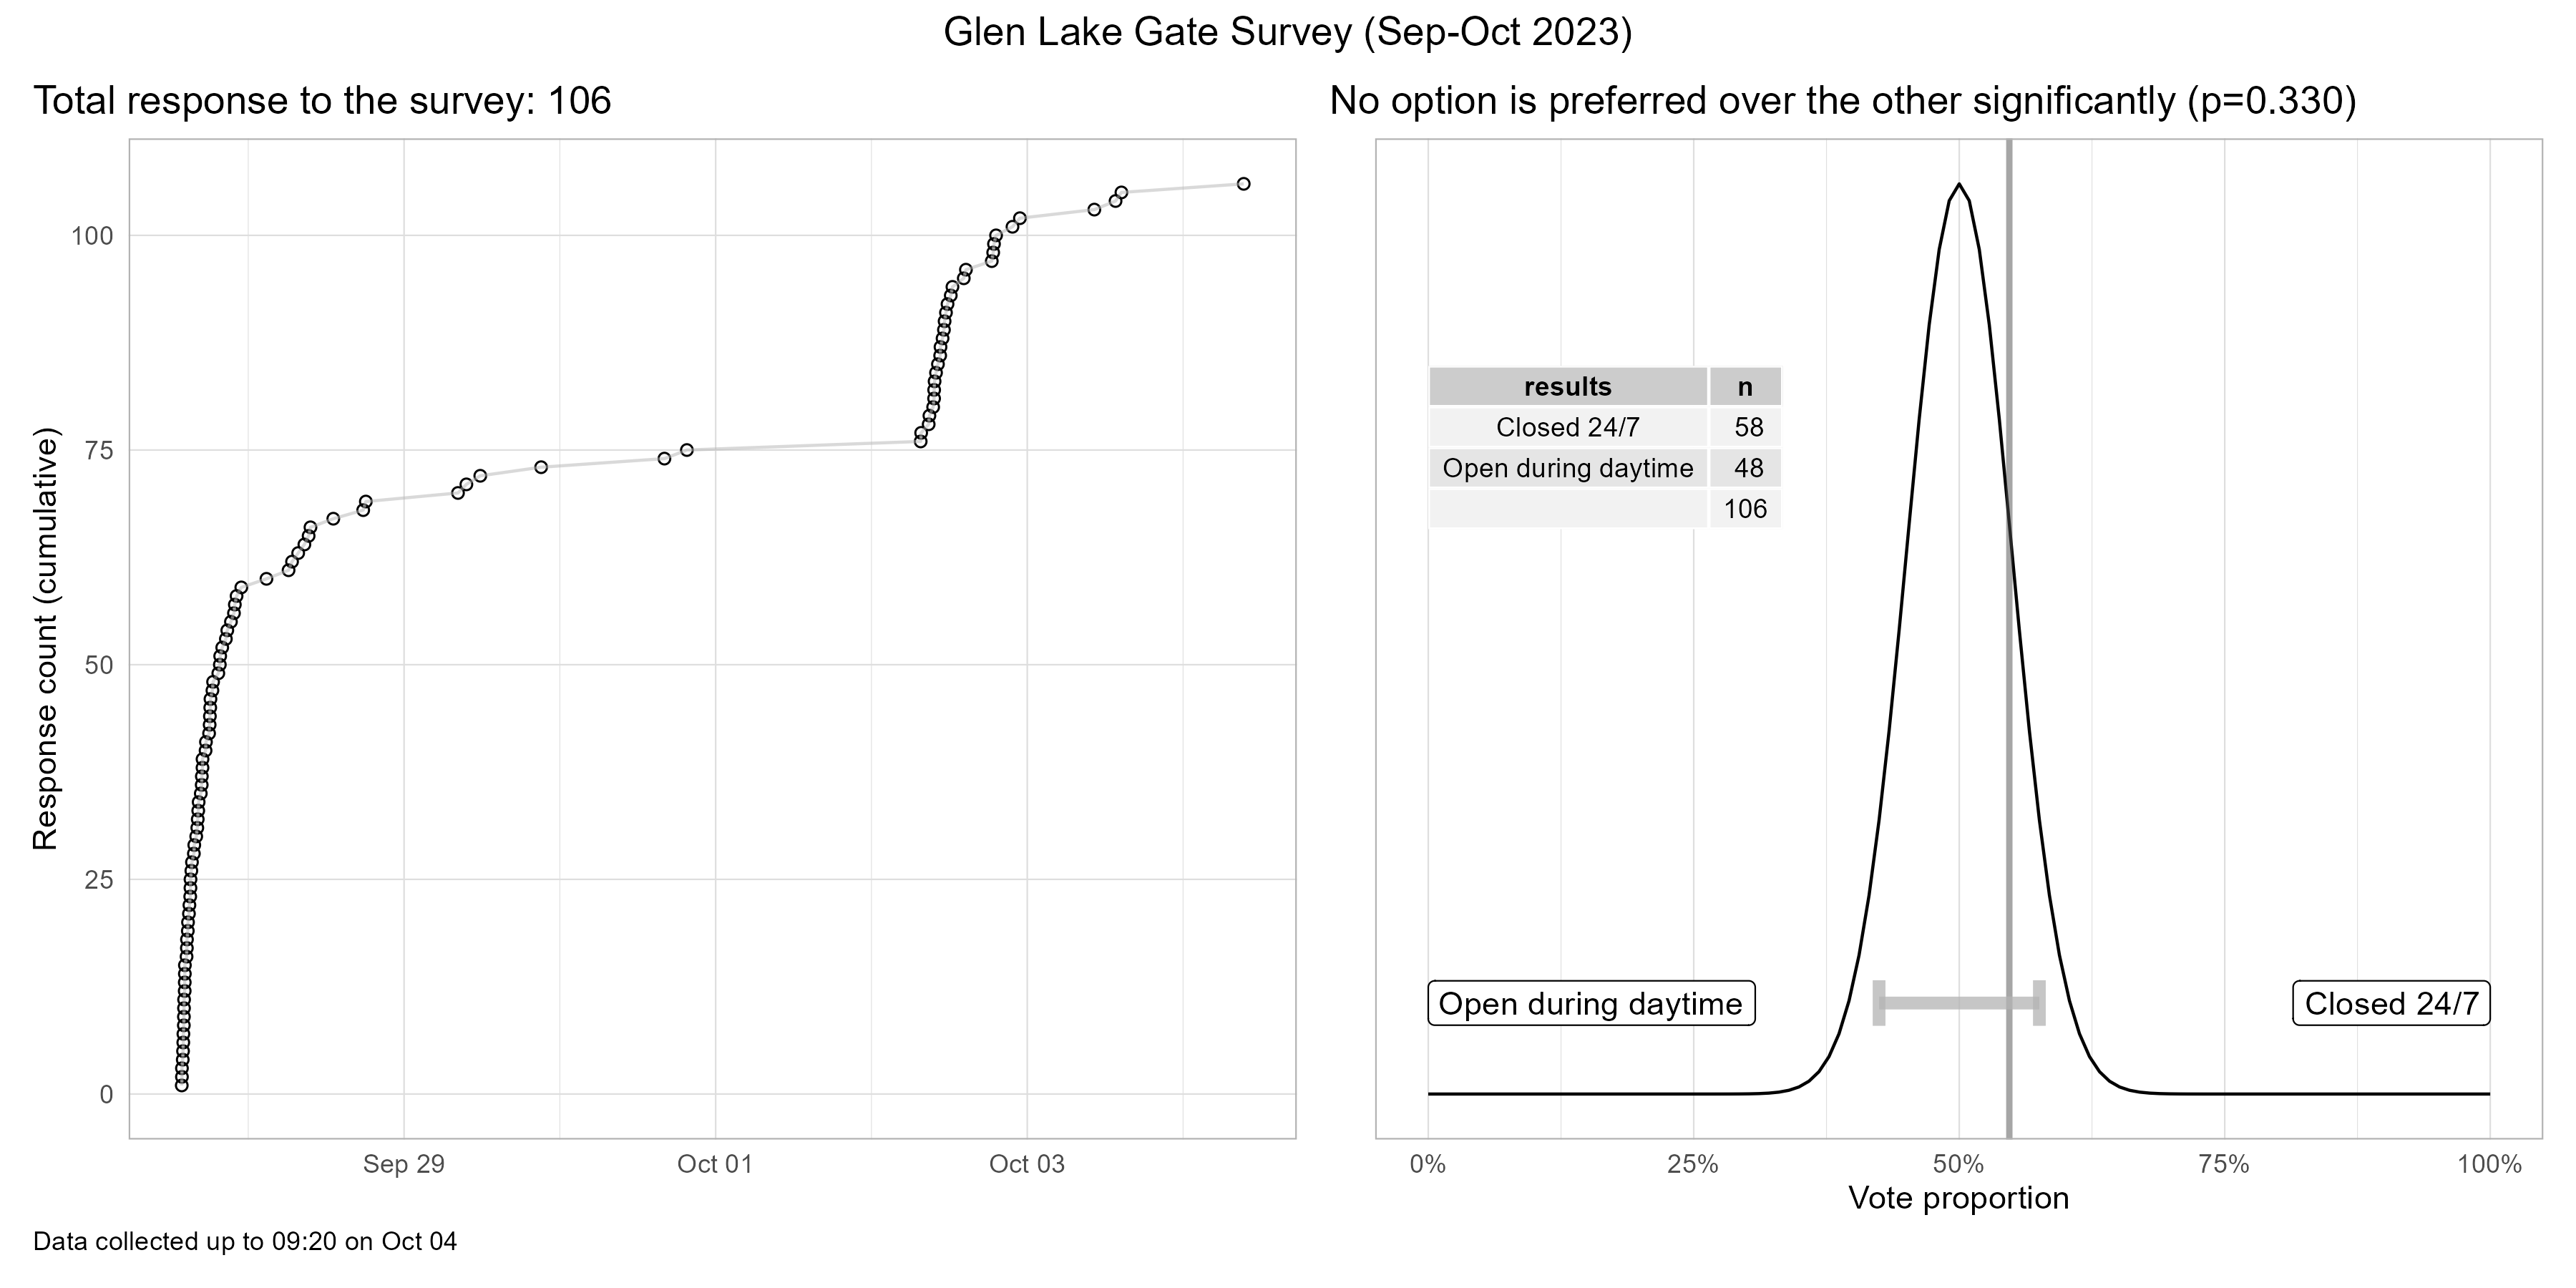 Glen Lake Gate Survey (Sep-Oct 2023)
Total response to the survey: 106
Response count (cumulative)
100
75
50
25
0
Sep 29 Oct 01 Oct 03
Data collected up to 09:20 on Oct 04
No option is preferred over the other significantly (p=0.330)
results n
Closed 24/7 58
Open during daytime 48
106
Open during daytime
Closed 24/7
0% 25% 50% 75% 100%
Vote proportion